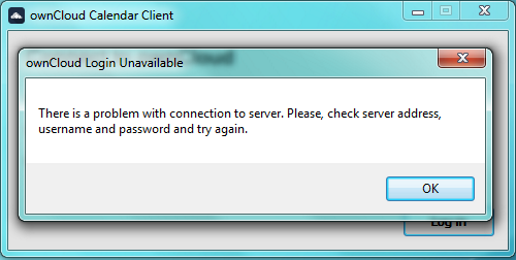 ownCloud Calendar Client
ownCloud Login Unavailable
There is a problem with connection to server. Please, check server address,
username and password and try again.
OK
Log in